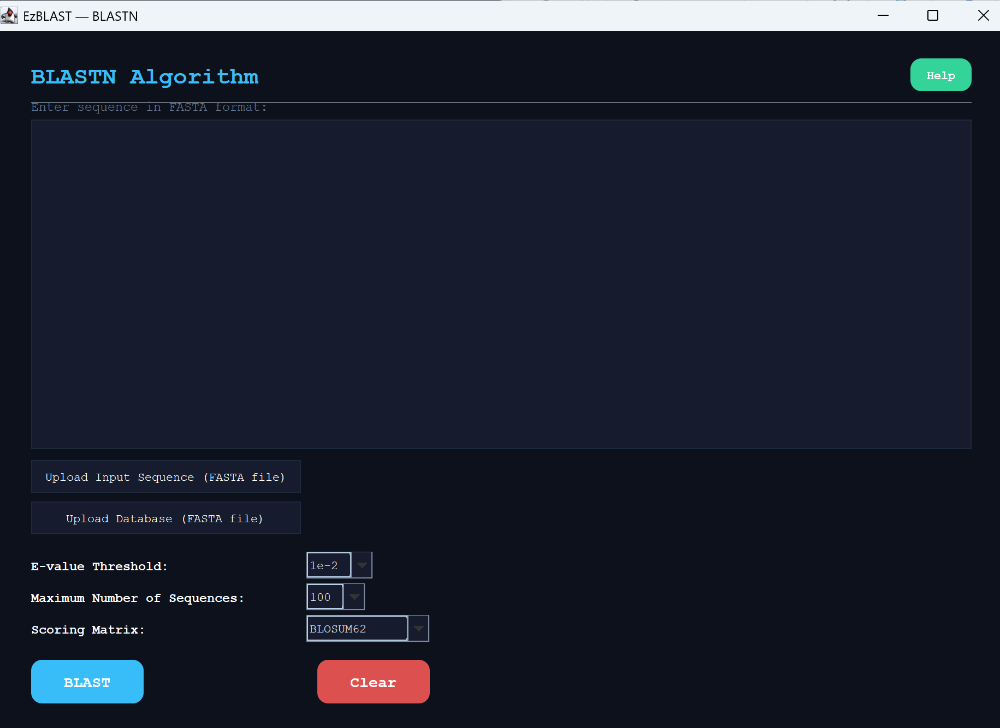 EzBLAST — BLASTN
BLASTN Algorithm
Help
Enter sequence in FASTA format:
Upload Input Sequence (FASTA file)
Upload Database (FASTA file)
E-value Threshold:
1e-2
Maximum Number of Sequences:
100
Scoring Matrix:
BLOSUM62
BLAST
Clear